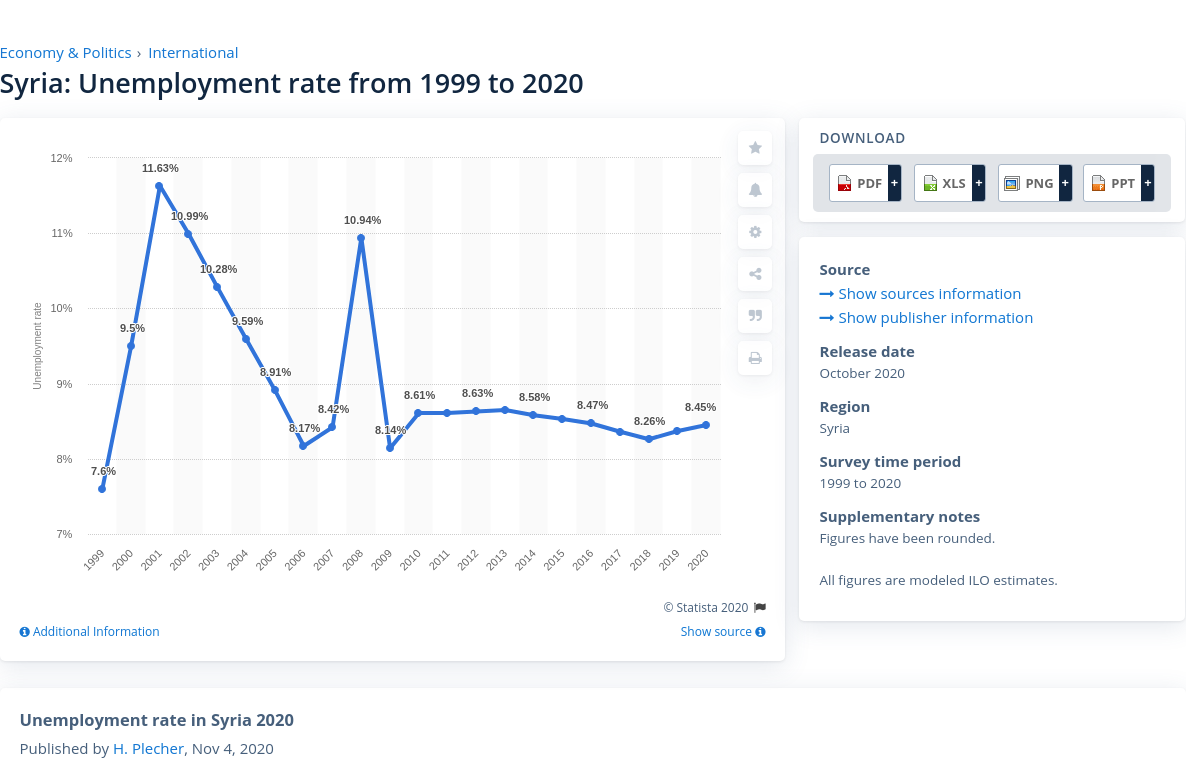 Economy & Politics › International
Syria: Unemployment rate from 1999 to 2020
12%
11%
10%
9%
8%
7%
Unemployment rate
7.6%
9.5%
11.63%
10.99%
10.28%
9.59%
8.91%
8.17%
8.42%
10.94%
8.14%
8.61%
8.63%
8.58%
8.47%
8.26%
8.45%
1999
2000
2001
2002
2003
2004
2005
2006
2007
2008
2009
2010
2011
2012
2013
2014
2015
2016
2017
2018
2019
2020
© Statista 2020
Additional Information
Show source
DOWNLOAD
PDF +
XLS +
PNG +
PPT +
Source
Show sources information
Show publisher information
Release date
October 2020
Region
Syria
Survey time period
1999 to 2020
Supplementary notes
Figures have been rounded.
All figures are modeled ILO estimates.
Unemployment rate in Syria 2020
Published by H. Plecher, Nov 4, 2020